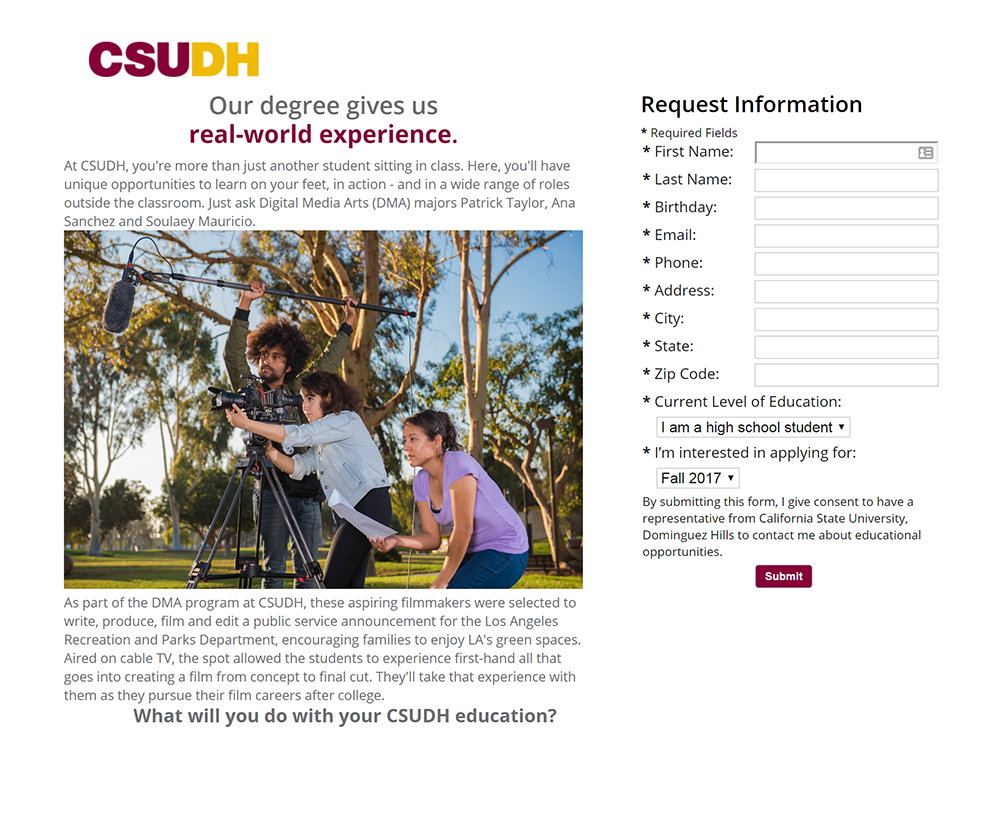 CSUDH
Our degree gives us
real-world experience.
At CSUDH, you're more than just another student sitting in class. Here, you'll have
unique opportunities to learn on your feet, in action - and in a wide range of roles
outside the classroom. Just ask Digital Media Arts (DMA) majors Patrick Taylor, Ana
Sanchez and Soulaey Mauricio.
As part of the DMA program at CSUDH, these aspiring filmmakers were selected to
write, produce, film and edit a public service announcement for the Los Angeles
Recreation and Parks Department, encouraging families to enjoy LA's green spaces.
Aired on cable TV, the spot allowed the students to experience first-hand all that
goes into creating a film from concept to final cut. They'll take that experience with
them as they pursue their film careers after college.
What will you do with your CSUDH education?
Request Information
* Required Fields
* First Name:
* Last Name:
* Birthday:
* Email:
* Phone:
* Address:
* City:
* State:
* Zip Code:
* Current Level of Education:
I am a high school student
* I’m interested in applying for:
Fall 2017
By submitting this form, I give consent to have a
representative from California State University,
Dominguez Hills to contact me about educational
opportunities.
Submit